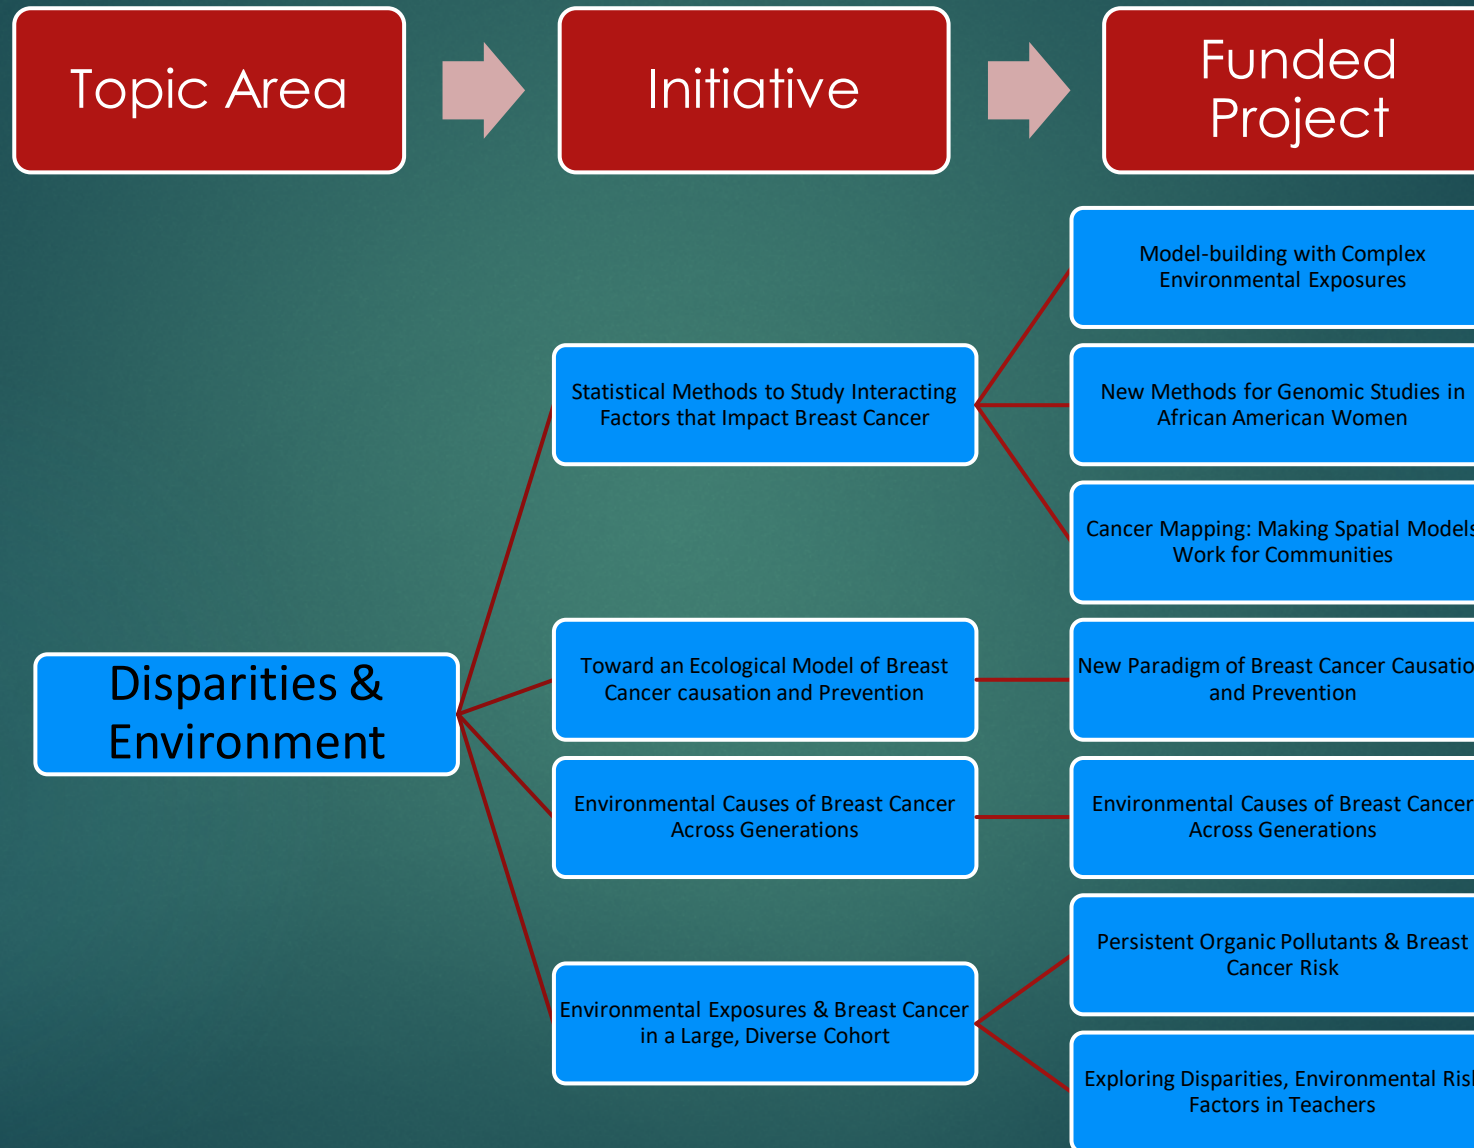 Topic Area
Initiative
Funded
Project
Model-building with Complex
Environmental Exposures
Statistical Methods to Study Interacting
Factors that Impact Breast Cancer
New Methods for Genomic Studies in
African American Women
Cancer Mapping: Making Spatial Models
Work for Communities
Disparities &
Environment
Toward an Ecological Model of Breast
Cancer causation and Prevention
New Paradigm of Breast Cancer Causatio
and Prevention
Environmental Causes of Breast Cancer
Across Generations
Environmental Causes of Breast Cancer
Across Generations
Environmental Exposures & Breast Cancer
in a Large, Diverse Cohort
Persistent Organic Pollutants & Breast
Cancer Risk
Exploring Disparities, Environmental Risk
Factors in Teachers